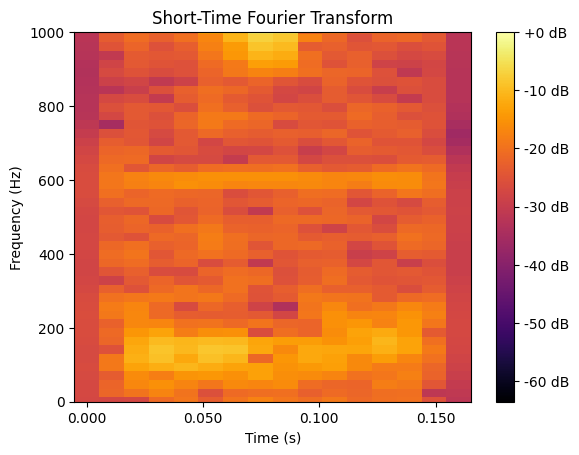 Short-Time Fourier Transform
1000
800
600
400
200
0
Frequency (Hz)
0.000
0.050
0.100
0.150
Time (s)
+0 dB
-10 dB
-20 dB
-30 dB
-40 dB
-50 dB
-60 dB